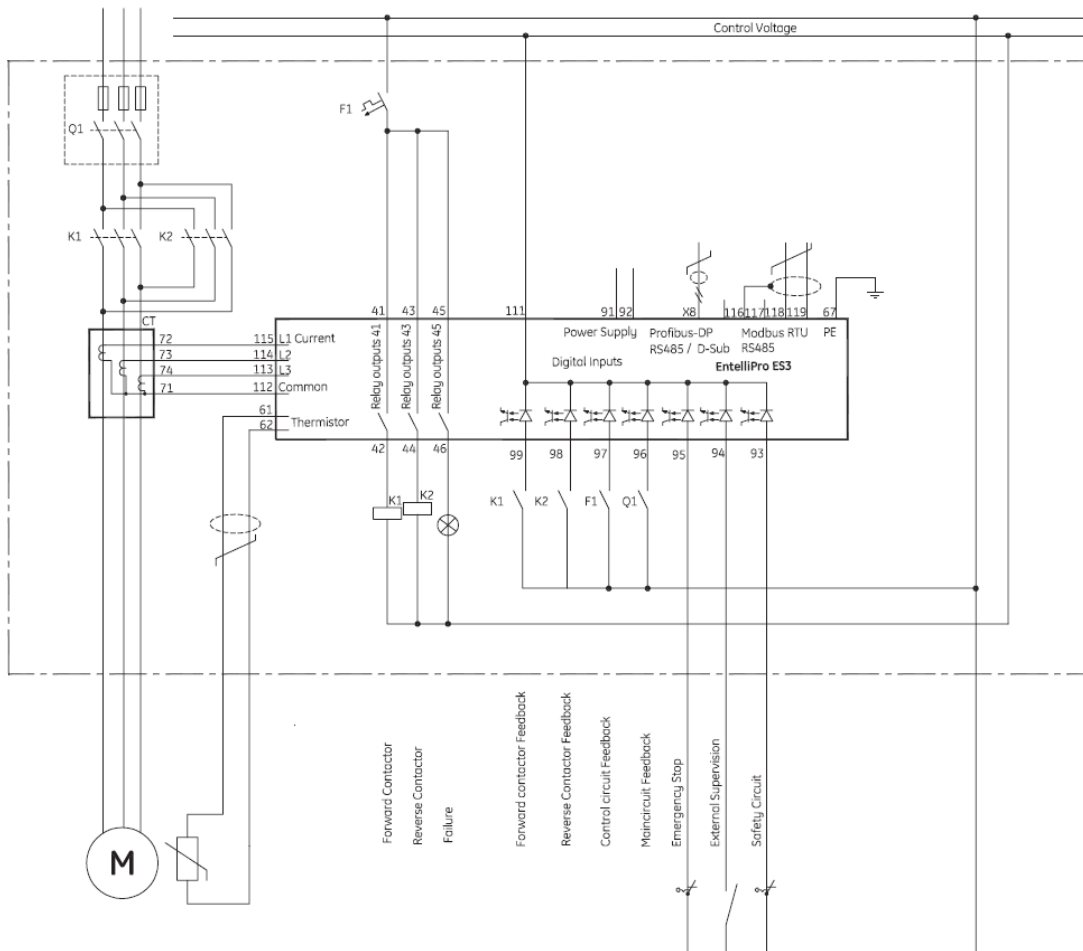 Control Voltage
F1
Q1
K1
K2
CT
41
43
45
111
91
92
X8
116
117
118
119
67
72
73
74
71
115
114
113
112
61
62
L1 Current
L2
L3
Common
Thermistor
Relay outputs 41
Relay outputs 43
Relay outputs 45
Power Supply
Profibus-DP
RS485 / D-Sub
Modbus RTU
RS485
PE
Digital Inputs
EntelliPro ES3
42
44
46
99
98
97
96
95
94
93
K1
K2
K1
K2
F1
Q1
Forward Contactor
Reverse Contactor
Failure
Forward contactor Feedback
Reverse Contactor Feedback
Control circuit Feedback
Maincircuit Feedback
Emergency Stop
External Supervision
Safety Circuit
M